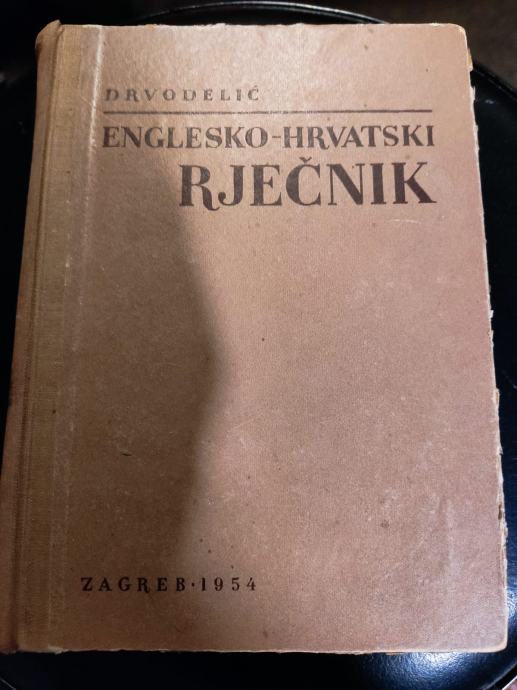 DRVODELIĆ
ENGLESKO-HRVATSKI
RJEČNIK
ZAGREB·1954